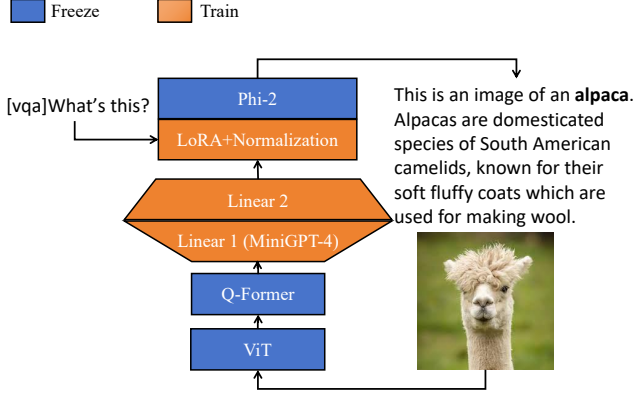 Freeze
Train
[vqa]What's this?
Phi-2
LoRA+Normalization
Linear 2
Linear 1 (MiniGPT-4)
Q-Former
ViT
This is an image of an alpaca.
Alpacas are domesticated
species of South American
camelids, known for their
soft fluffy coats which are
used for making wool.